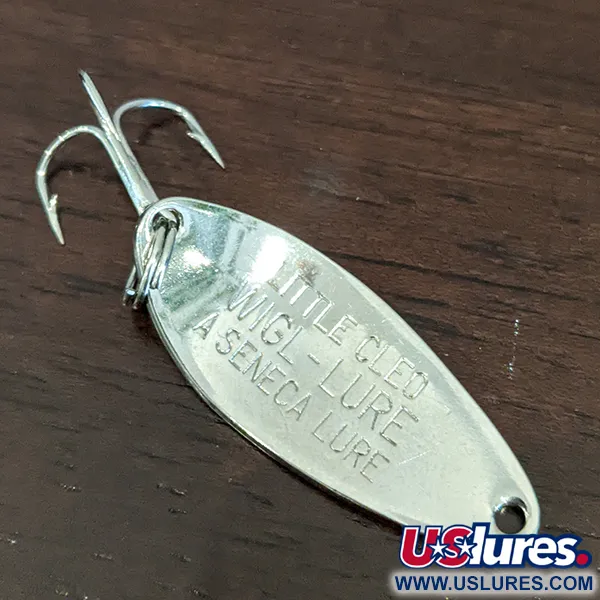 LITTLE CLEO
WIGL-LURE
A SENECA LURE
USlures.
WWW.USLURES.COM